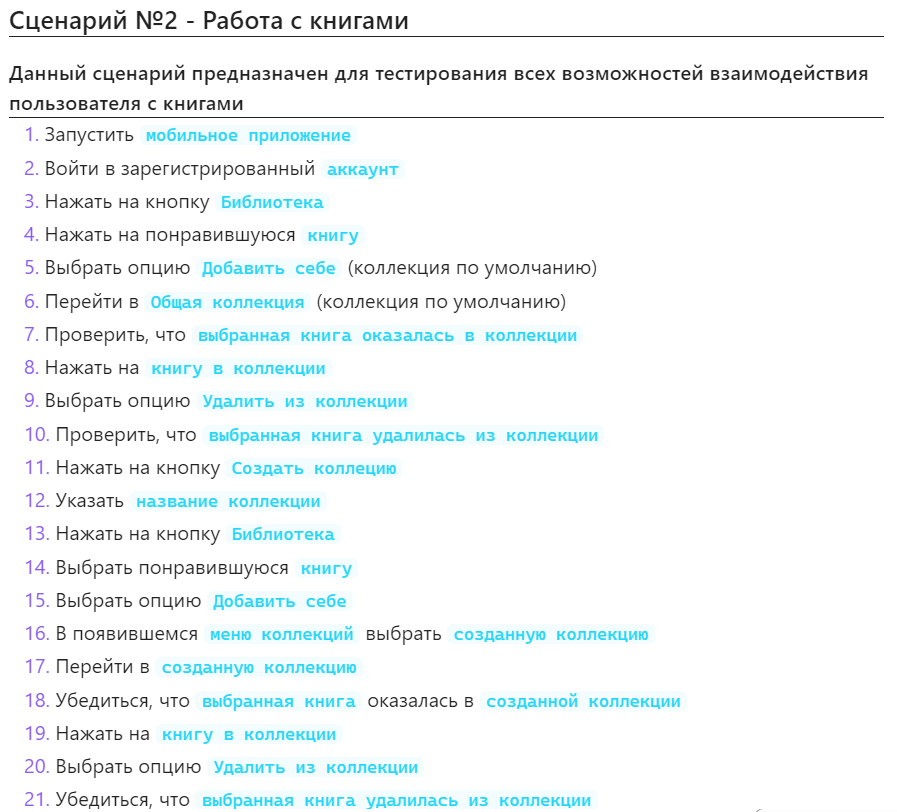 Сценарий №2 - Работа с книгами
Данный сценарий предназначен для тестирования всех возможностей взаимодействия
пользователя с книгами
1. Запустить мобильное приложение
2. Войти в зарегистрированный аккаунт
3. Нажать на кнопку Библиотека
4. Нажать на понравившуюся книгу
5. Выбрать опцию Добавить себе (коллекция по умолчанию)
6. Перейти в Общая коллекция (коллекция по умолчанию)
7. Проверить, что выбранная книга оказалась в коллекции
8. Нажать на книгу в коллекции
9. Выбрать опцию Удалить из коллекции
10. Проверить, что выбранная книга удалилась из коллекции
11. Нажать на кнопку Создать коллецию
12. Указать название коллекции
13. Нажать на кнопку Библиотека
14. Выбрать понравившуюся книгу
15. Выбрать опцию Добавить себе
16. В появившемся меню коллекций выбрать созданную коллекцию
17. Перейти в созданную коллекцию
18. Убедиться, что выбранная книга оказалась в созданной коллекции
19. Нажать на книгу в коллекции
20. Выбрать опцию Удалить из коллекции
21. Убедиться, что выбранная книга удалилась из коллекции